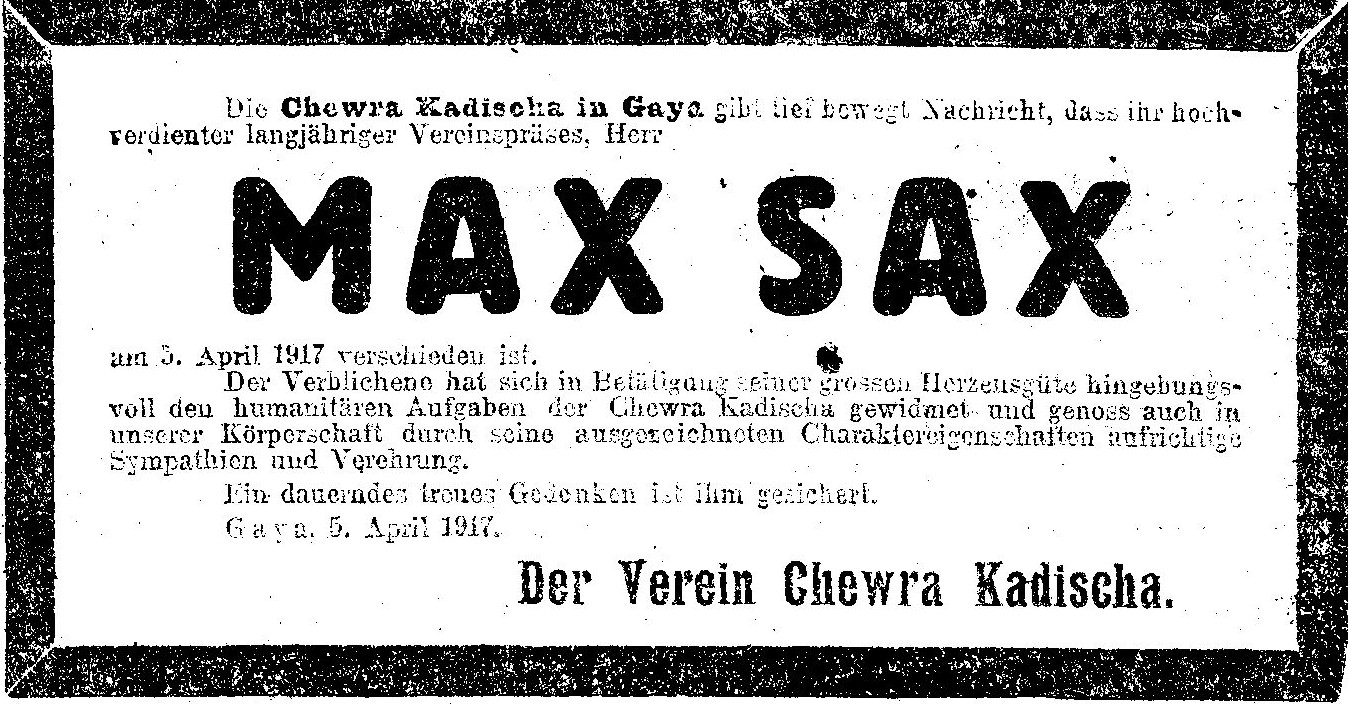 Die Chewra Kadischa in Gaya gibt tief bewegt Nachricht, dass ihr hoch-
verdienter langjähriger Vereinspräses, Herr
MAX SAX
am 5. April 1917 verschieden ist.
Der Verblichene hat sich in Betätigung seiner grossen Herzensgüte hingebungs-
voll den humanitären Aufgaben der Chewra Kadischa gewidmet und genoss auch in
unserer Körperschaft durch seine ausgezeichneten Charaktereigenschaften aufrichtige
Sympathien und Verehrung.
Ein dauerndes treues Gedenken ist ihm gesichert.
Gaya, 5. April 1917.
Der Verein Chewra Kadischa.